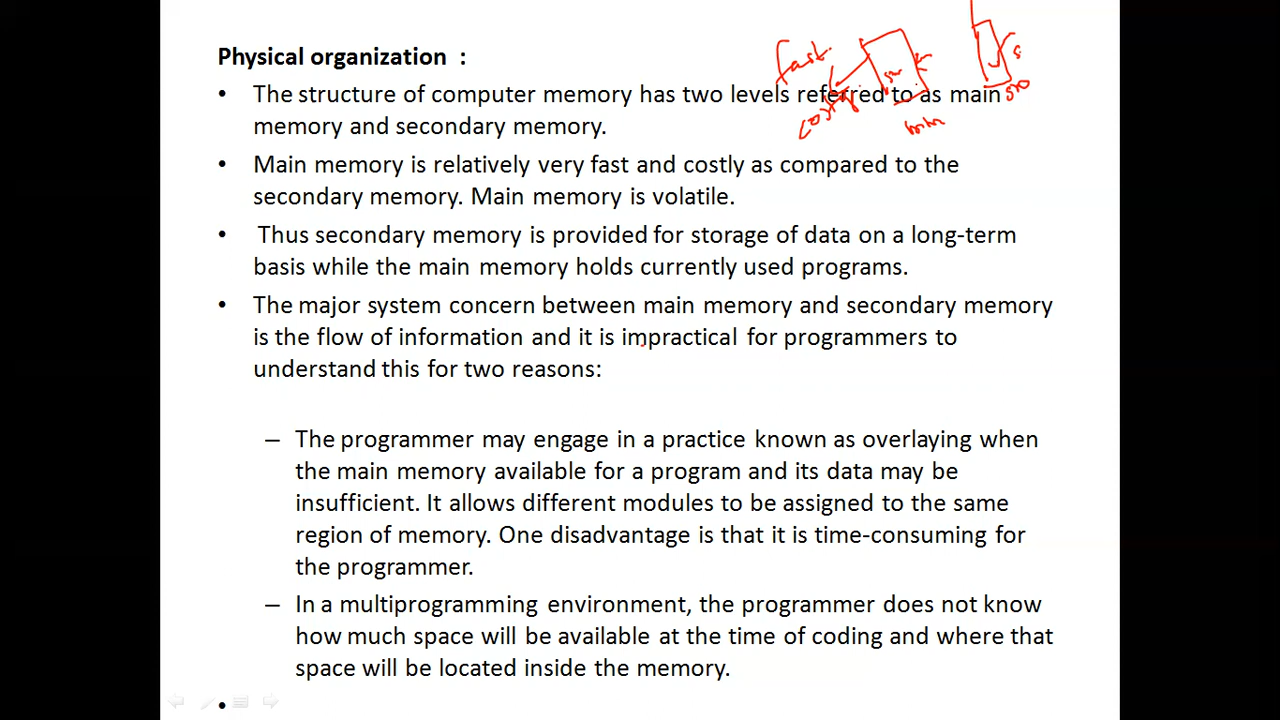 Physical organization :
fast.
costly
mm
• The structure of computer memory has two levels referred to as main
memory and secondary memory.
• Main memory is relatively very fast and costly as compared to the
secondary memory. Main memory is volatile.
• Thus secondary memory is provided for storage of data on a long-term
basis while the main memory holds currently used programs.
• The major system concern between main memory and secondary memory
is the flow of information and it is impractical for programmers to
understand this for two reasons:
– The programmer may engage in a practice known as overlaying when
the main memory available for a program and its data may be
insufficient. It allows different modules to be assigned to the same
region of memory. One disadvantage is that it is time-consuming for
the programmer.
– In a multiprogramming environment, the programmer does not know
how much space will be available at the time of coding and where that
space will be located inside the memory.
•